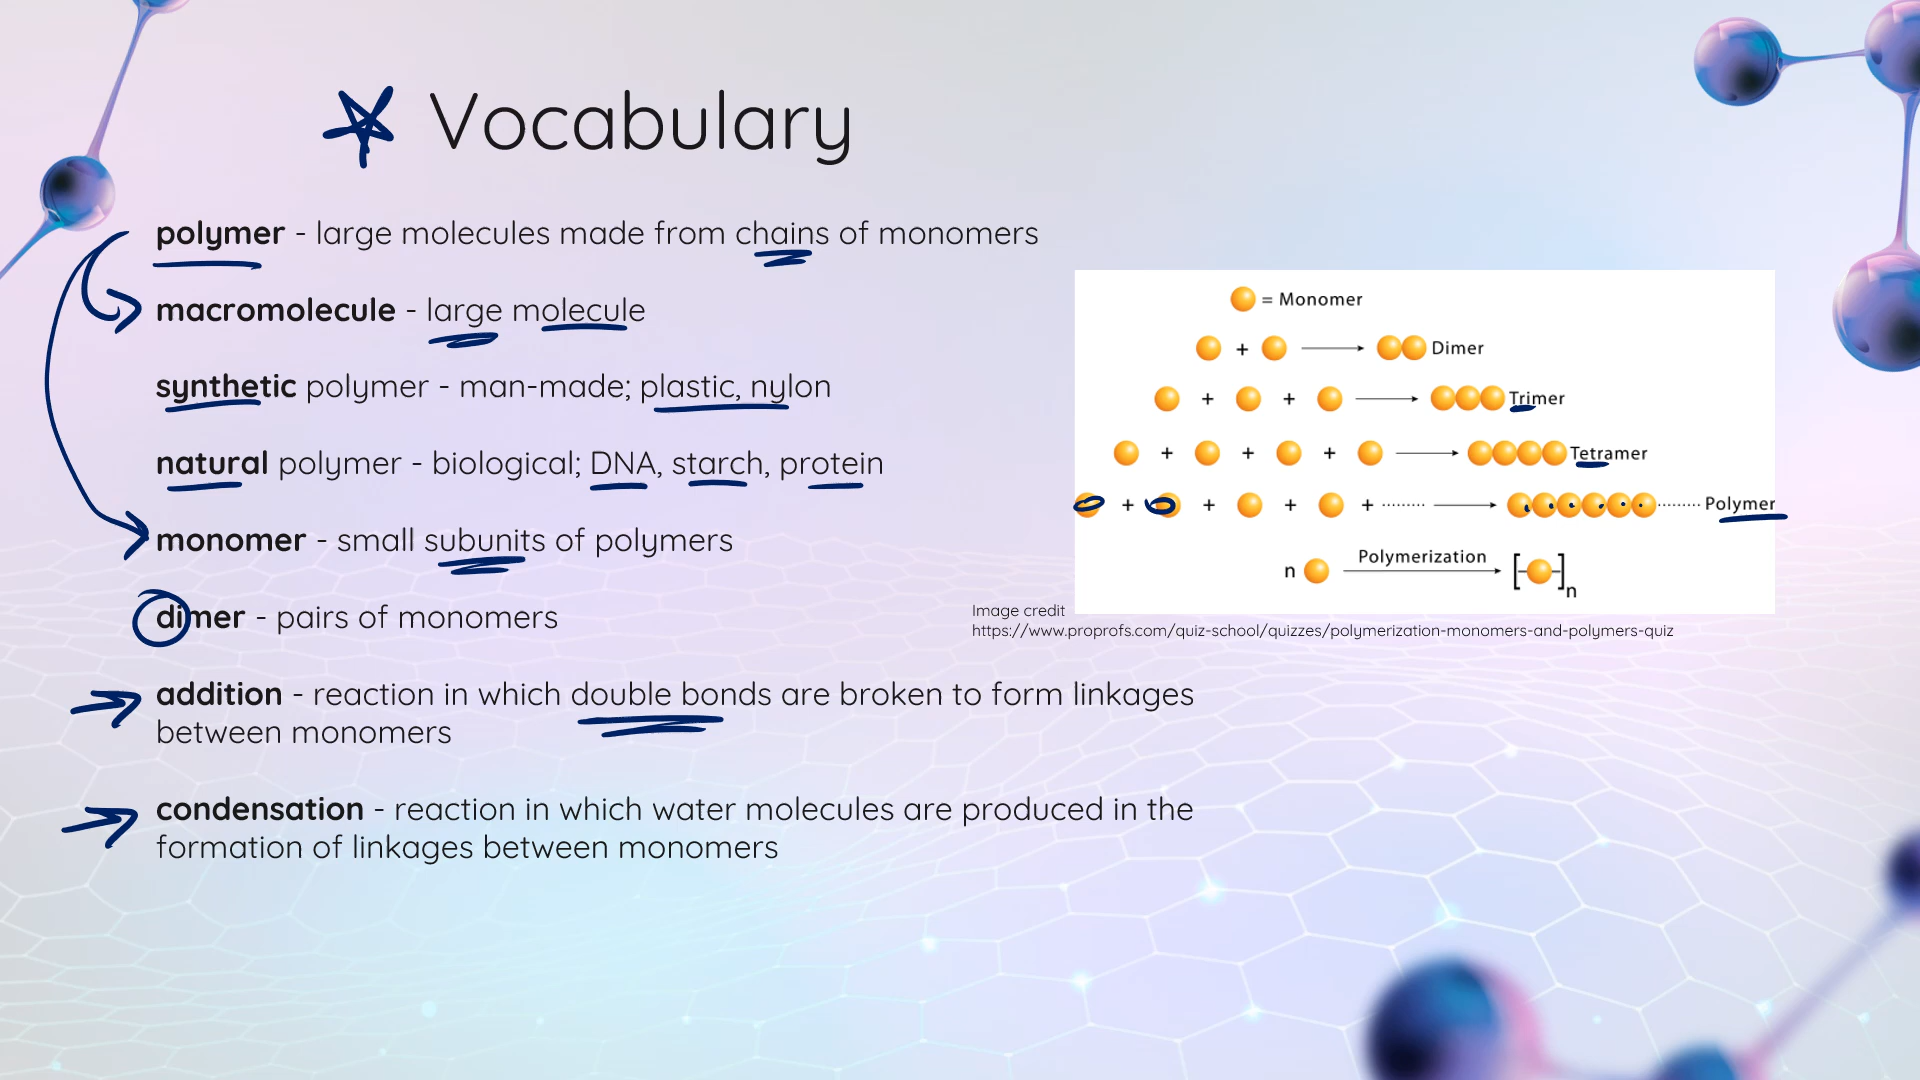 Vocabulary
polymer - large molecules made from chains of monomers
macromolecule - large molecule
synthetic polymer - man-made; plastic, nylon
natural polymer - biological; DNA, starch, protein
monomer - small subunits of polymers
dimer - pairs of monomers
addition - reaction in which double bonds are broken to form linkages
between monomers
condensation - reaction in which water molecules are produced in the
formation of linkages between monomers
= Monomer
+ Dimer
+ + Trimer
+ + + Tetramer
+ + + + ........ ........ Polymer
n Polymerization [- -]n
Image credit
https://www.proprofs.com/quiz-school/quizzes/polymerization-monomers-and-polymers-quiz